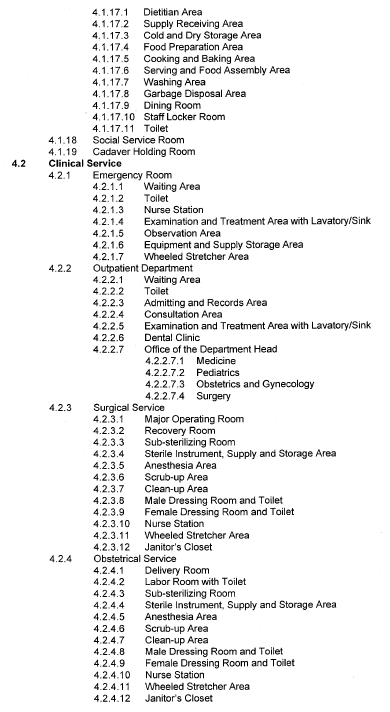 4.1.17.1 Dietitian Area
4.1.17.2 Supply Receiving Area
4.1.17.3 Cold and Dry Storage Area
4.1.17.4 Food Preparation Area
4.1.17.5 Cooking and Baking Area
4.1.17.6 Serving and Food Assembly Area
4.1.17.7 Washing Area
4.1.17.8 Garbage Disposal Area
4.1.17.9 Dining Room
4.1.17.10 Staff Locker Room
4.1.17.11 Toilet
4.1.18 Social Service Room
4.1.19 Cadaver Holding Room
4.2 Clinical Service
4.2.1 Emergency Room
4.2.1.1 Waiting Area
4.2.1.2 Toilet
4.2.1.3 Nurse Station
4.2.1.4 Examination and Treatment Area with Lavatory/Sink
4.2.1.5 Observation Area
4.2.1.6 Equipment and Supply Storage Area
4.2.1.7 Wheeled Stretcher Area
4.2.2 Outpatient Department
4.2.2.1 Waiting Area
4.2.2.2 Toilet
4.2.2.3 Admitting and Records Area
4.2.2.4 Consultation Area
4.2.2.5 Examination and Treatment Area with Lavatory/Sink
4.2.2.6 Dental Clinic
4.2.2.7 Office of the Department Head
4.2.2.7.1 Medicine
4.2.2.7.2 Pediatrics
4.2.2.7.3 Obstetrics and Gynecology
4.2.2.7.4 Surgery
4.2.3 Surgical Service
4.2.3.1 Major Operating Room
4.2.3.2 Recovery Room
4.2.3.3 Sub-sterilizing Room
4.2.3.4 Sterile Instrument, Supply and Storage Area
4.2.3.5 Anesthesia Area
4.2.3.6 Scrub-up Area
4.2.3.7 Clean-up Area
4.2.3.8 Male Dressing Room and Toilet
4.2.3.9 Female Dressing Room and Toilet
4.2.3.10 Nurse Station
4.2.3.11 Wheeled Stretcher Area
4.2.3.12 Janitor's Closet
4.2.4 Obstetrical Service
4.2.4.1 Delivery Room
4.2.4.2 Labor Room with Toilet
4.2.4.3 Sub-sterilizing Room
4.2.4.4 Sterile Instrument, Supply and Storage Area
4.2.4.5 Anesthesia Area
4.2.4.6 Scrub-up Area
4.2.4.7 Clean-up Area
4.2.4.8 Male Dressing Room and Toilet
4.2.4.9 Female Dressing Room and Toilet
4.2.4.10 Nurse Station
4.2.4.11 Wheeled Stretcher Area
4.2.4.12 Janitor's Closet